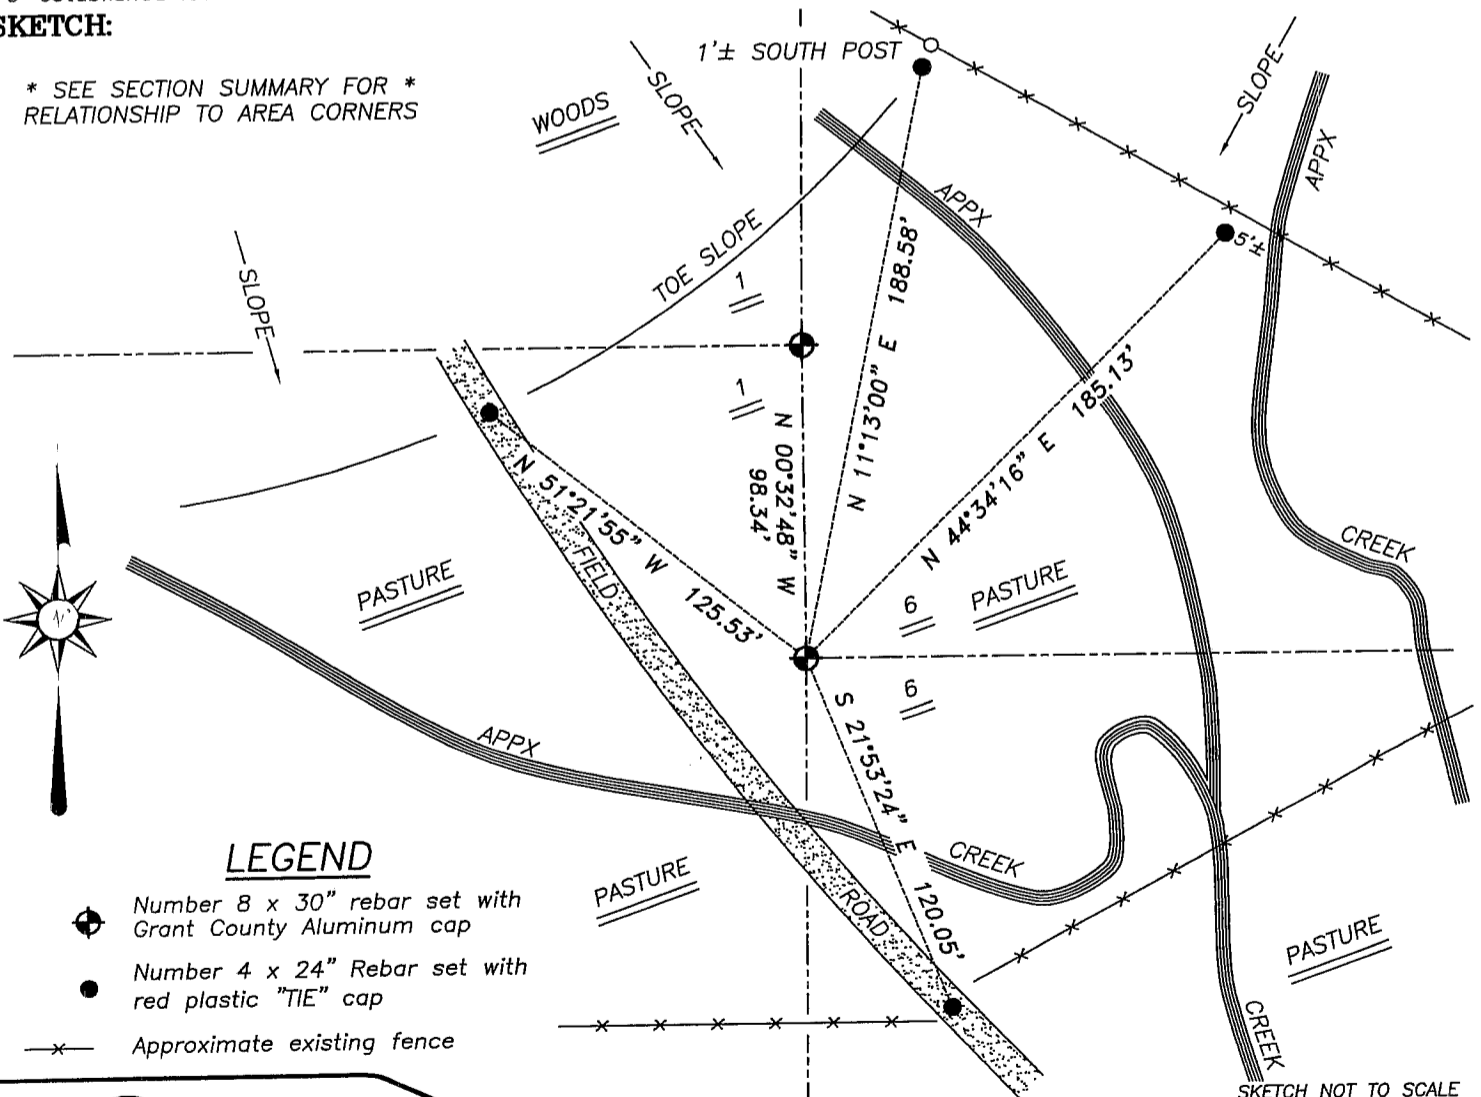 SKETCH:
* SEE SECTION SUMMARY FOR *
RELATIONSHIP TO AREA CORNERS
1'± SOUTH POST
WOODS
SLOPE
SLOPE
APPX
APPX
5'±
SLOPE
TOE SLOPE
1
1
N 11°13'00" E 188.58'
N 44°34'16" E 185.13'
N 00°32'48" W
98.34'
N 51°21'55" W 125.53'
FIELD
PASTURE
6
PASTURE
6
CREEK
N
S 21°53'24" E 120.05'
APPX
CREEK
PASTURE
ROAD
PASTURE
CREEK
LEGEND
Number 8 x 30" rebar set with
Grant County Aluminum cap
Number 4 x 24" Rebar set with
red plastic "TIE" cap
Approximate existing fence
SKETCH NOT TO SCALE